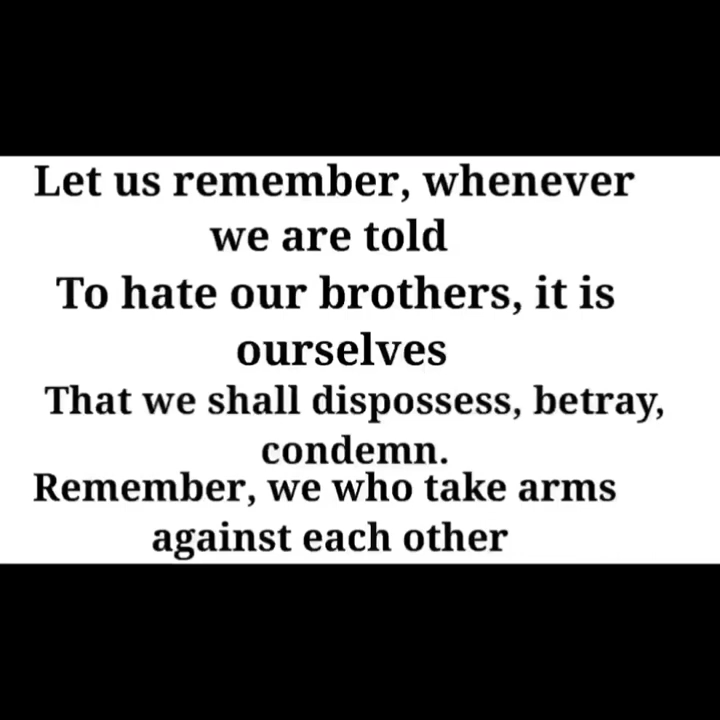 Let us remember, whenever
we are told
To hate our brothers, it is
ourselves
That we shall dispossess, betray,
condemn.
Remember, we who take arms
against each other